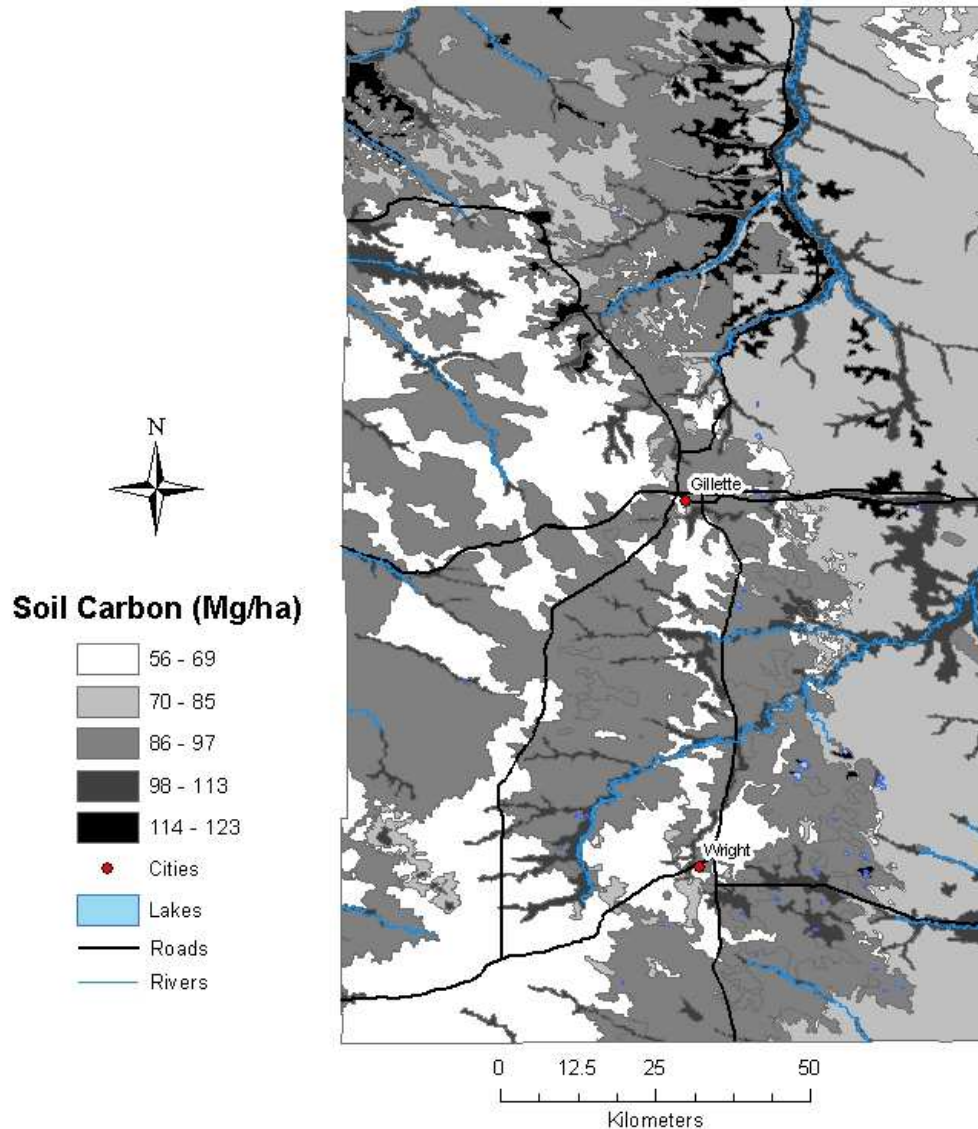 N
Gillette
Wright
Soil Carbon (Mg/ha)
56 - 69
70 - 85
86 - 97
98 - 113
114 - 123
Cities
Lakes
Roads
Rivers
0 12.5 25 50
Kilometers